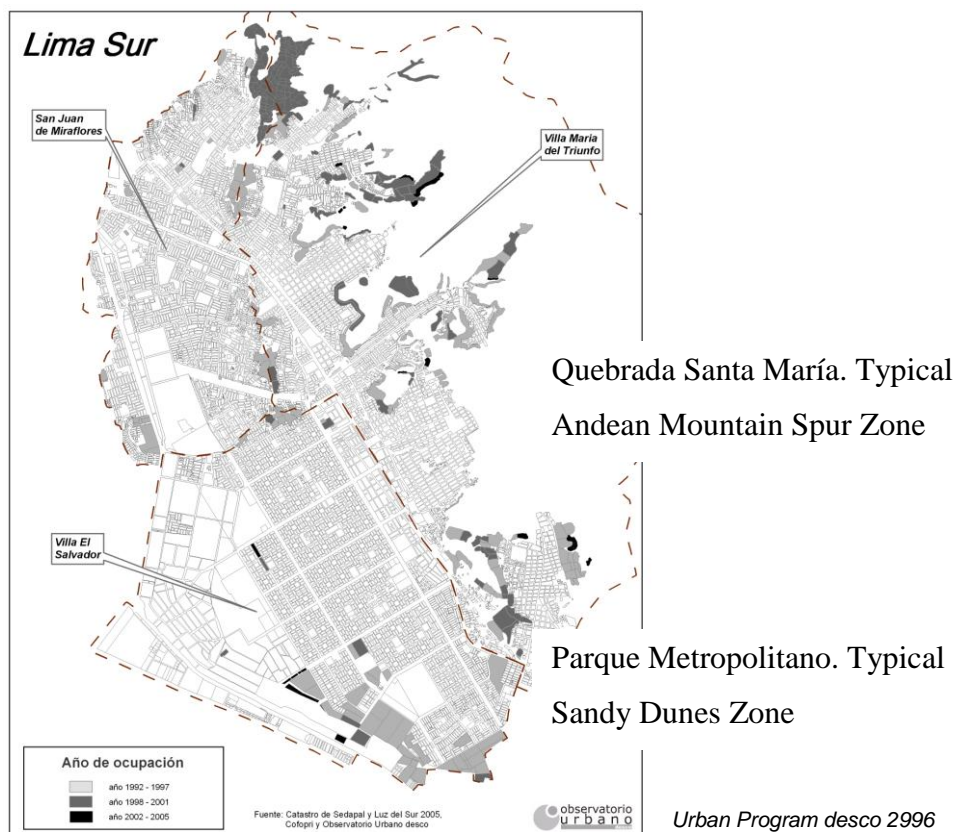 Lima Sur
San Juan
de Miraflores
Villa Maria
del Triunfo
Quebrada Santa María. Typical
Andean Mountain Spur Zone
Villa El
Salvador
Parque Metropolitano. Typical
Sandy Dunes Zone
Año de ocupación
año 1992 - 1997
año 1998 - 2001
año 2002 - 2005
Fuente: Catastro de Sedapal y Luz del Sur 2005,
Cofopri y Observatorio Urbano desco
observatorio
urbano
Urban Program desco 2996